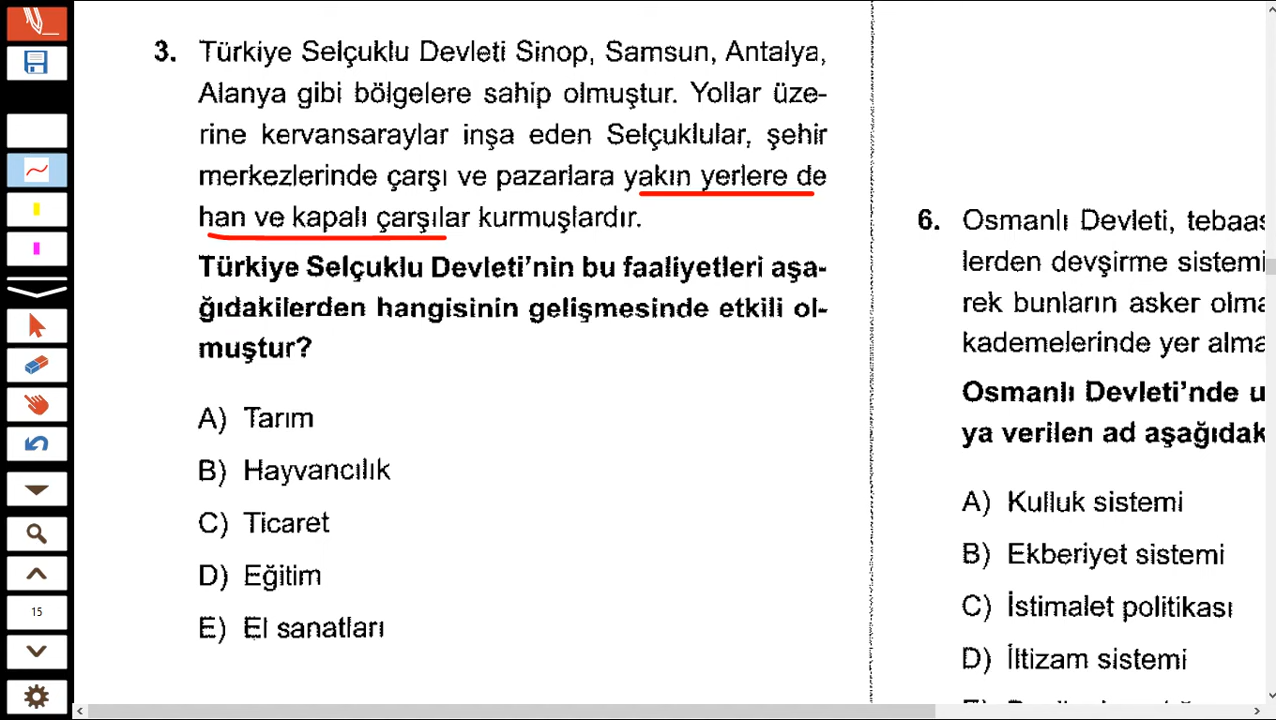 3. Türkiye Selçuklu Devleti Sinop, Samsun, Antalya,
Alanya gibi bölgelere sahip olmuştur. Yollar üze-
rine kervansaraylar inşa eden Selçuklular, şehir
merkezlerinde çarşı ve pazarlara yakın yerlere de
han ve kapalı çarşılar kurmuşlardır.
Türkiye Selçuklu Devleti'nin bu faaliyetleri aşa-
ğıdakilerden hangisinin gelişmesinde etkili ol-
muştur?
A) Tarım
B) Hayvancılık
C) Ticaret
D) Eğitim
E) El sanatları
6. Osmanlı Devleti, tebaas
lerden devşirme sistemi
rek bunların asker olma
kademelerinde yer alma
Osmanlı Devleti'nde u
ya verilen ad aşağıdak
A) Kulluk sistemi
B) Ekberiyet sistemi
C) İstimalet politikası
D) İltizam sistemi
15